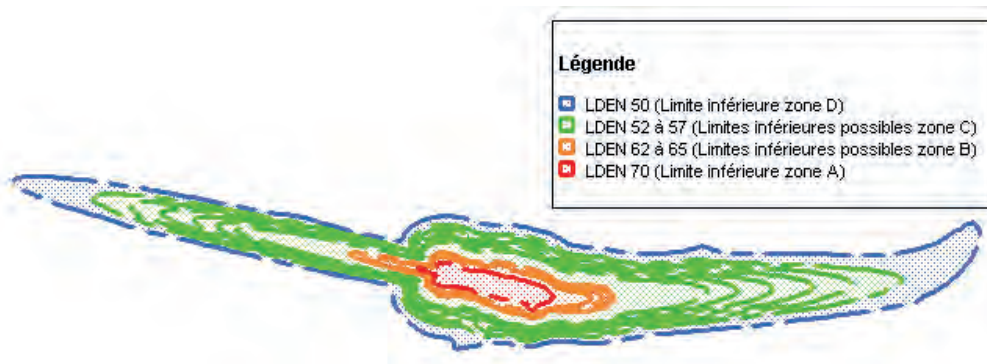 Légende
LDEN 50 (Limite inférieure zone D)
LDEN 52 à 57 (Limites inférieures possibles zone C)
LDEN 62 à 65 (Limites inférieures possibles zone B)
LDEN 70 (Limite inférieure zone A)